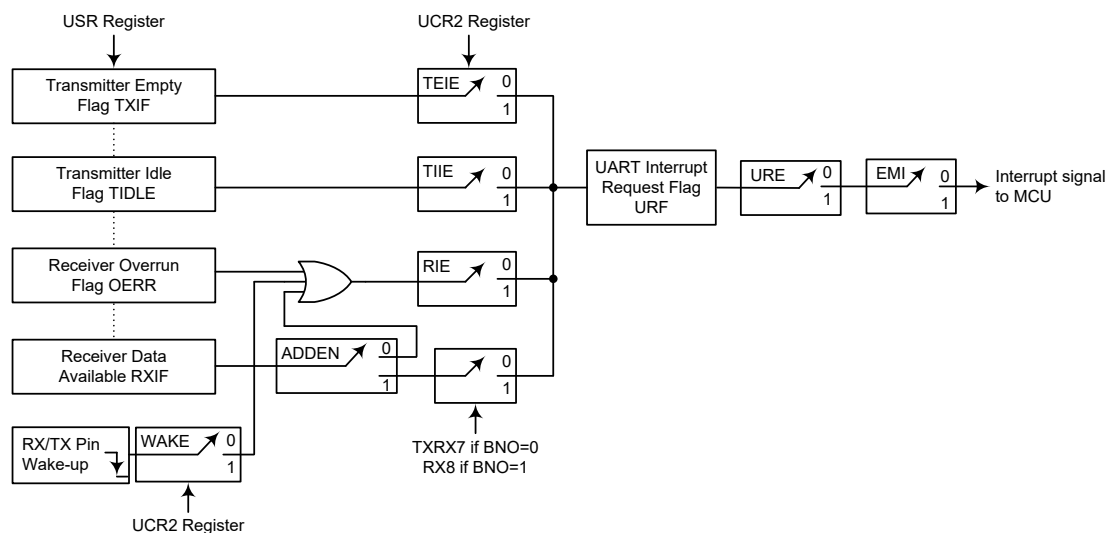 USR Register
UCR2 Register
Transmitter Empty
Flag TXIF
TEIE
0
1
Transmitter Idle
Flag TIDLE
TIIE
0
1
UART Interrupt
Request Flag
URF
URE
0
1
EMI
0
1
Interrupt signal
to MCU
Receiver Overrun
Flag OERR
RIE
0
1
Receiver Data
Available RXIF
ADDEN
0
1
0
1
TXRX7 if BNO=0
RX8 if BNO=1
RX/TX Pin
Wake-up
WAKE
0
1
UCR2 Register